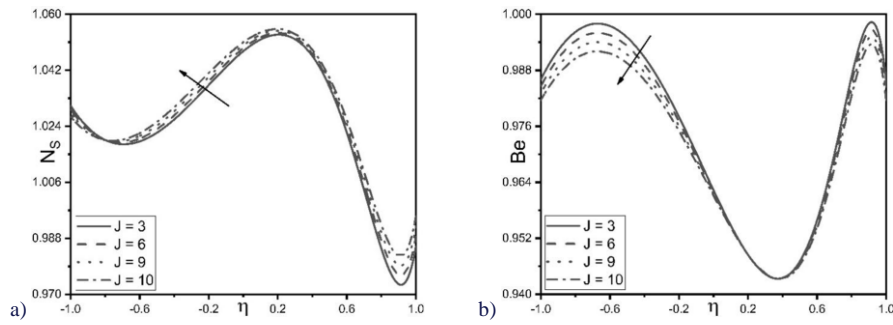 1.060
1.042
1.024
1.006
0.988
0.970
N_S
J = 3
J = 6
J = 9
J = 10
-1.0 -0.6 -0.2 0.2 0.6 1.0
η
a)
1.000
0.988
0.976
0.964
0.952
0.940
Be
J = 3
J = 6
J = 9
J = 10
-1.0 -0.6 -0.2 0.2 0.6 1.0
η
b)